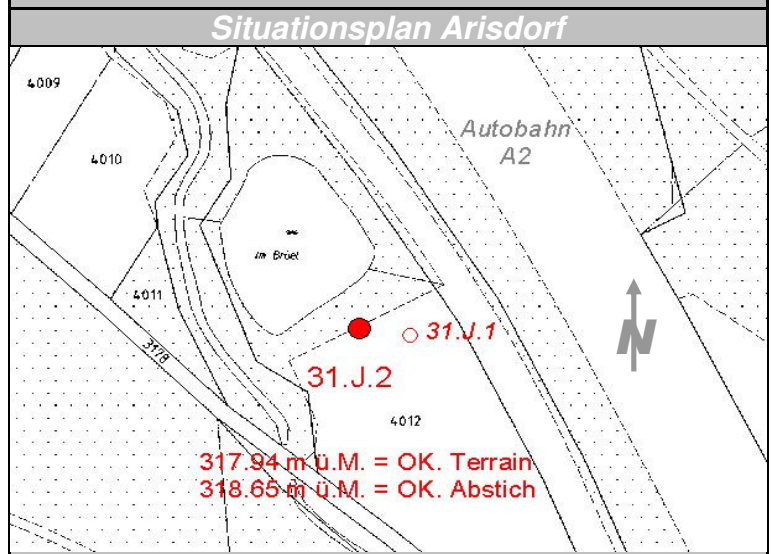 Situationsplan Arisdorf
4009
Autobahn
A2
4010
Im Brüel
4011
31.J.1
3178
31.J.2
N
4012
317.94 m ü.M. = OK. Terrain
318.65 m ü.M. = OK. Abstich